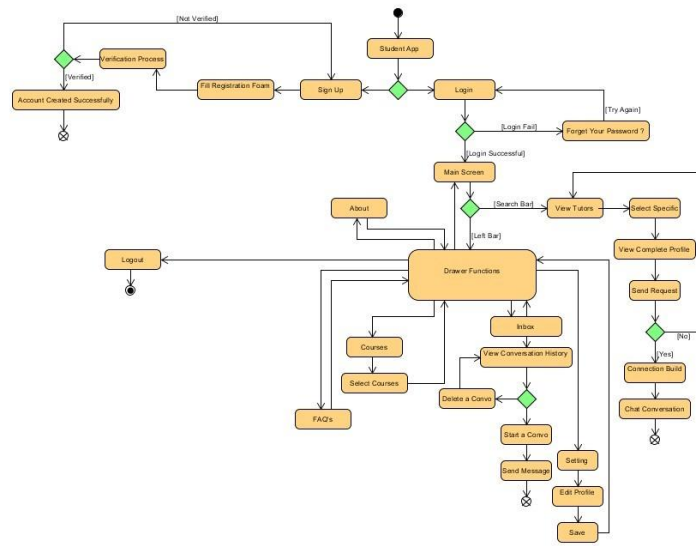 [Not Verified]
Student App
Verification Process
[Verified]
Fill Registration Foam
Sign Up
Login
Account Created Successfully
[Try Again]
[Login Fail]
Forget Your Password ?
[Login Successful]
Main Screen
About
[Search Bar]
View Tutors
Select Specific
[Left Bar]
View Complete Profile
Logout
Drawer Functions
Send Request
Inbox
[No]
Courses
View Conversation History
[Yes]
Connection Build
Select Courses
Delete a Convo
Chat Conversation
FAQ's
Start a Convo
Setting
Send Message
Edit Profile
Save